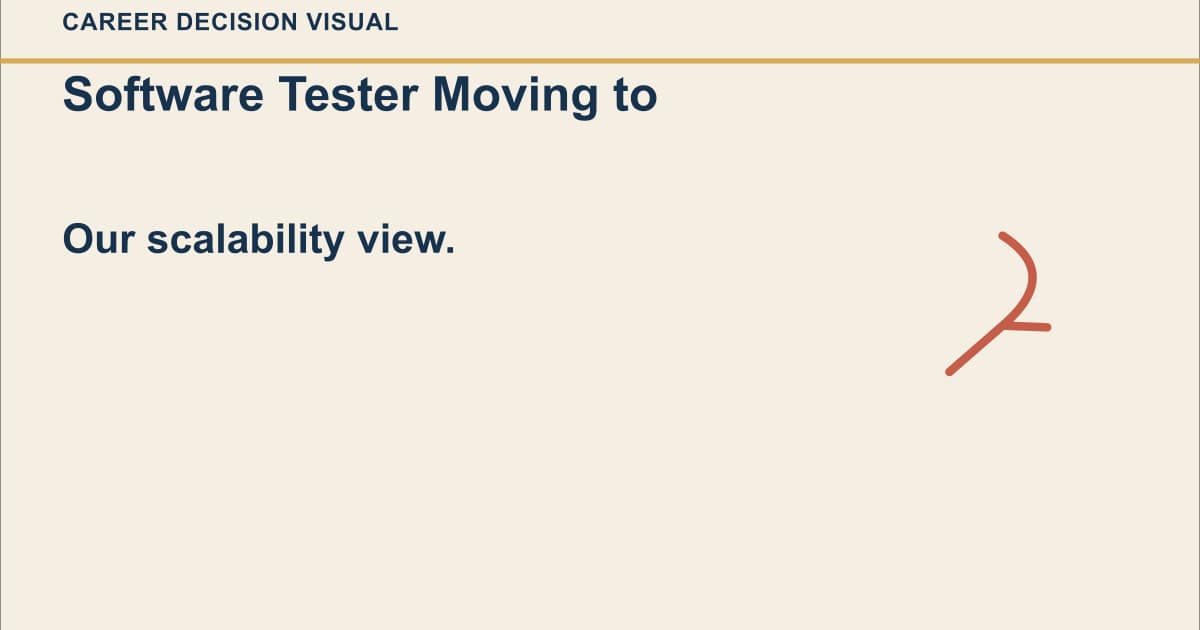 CAREER DECISION VISUAL
Software Tester Moving to
Our scalability view.